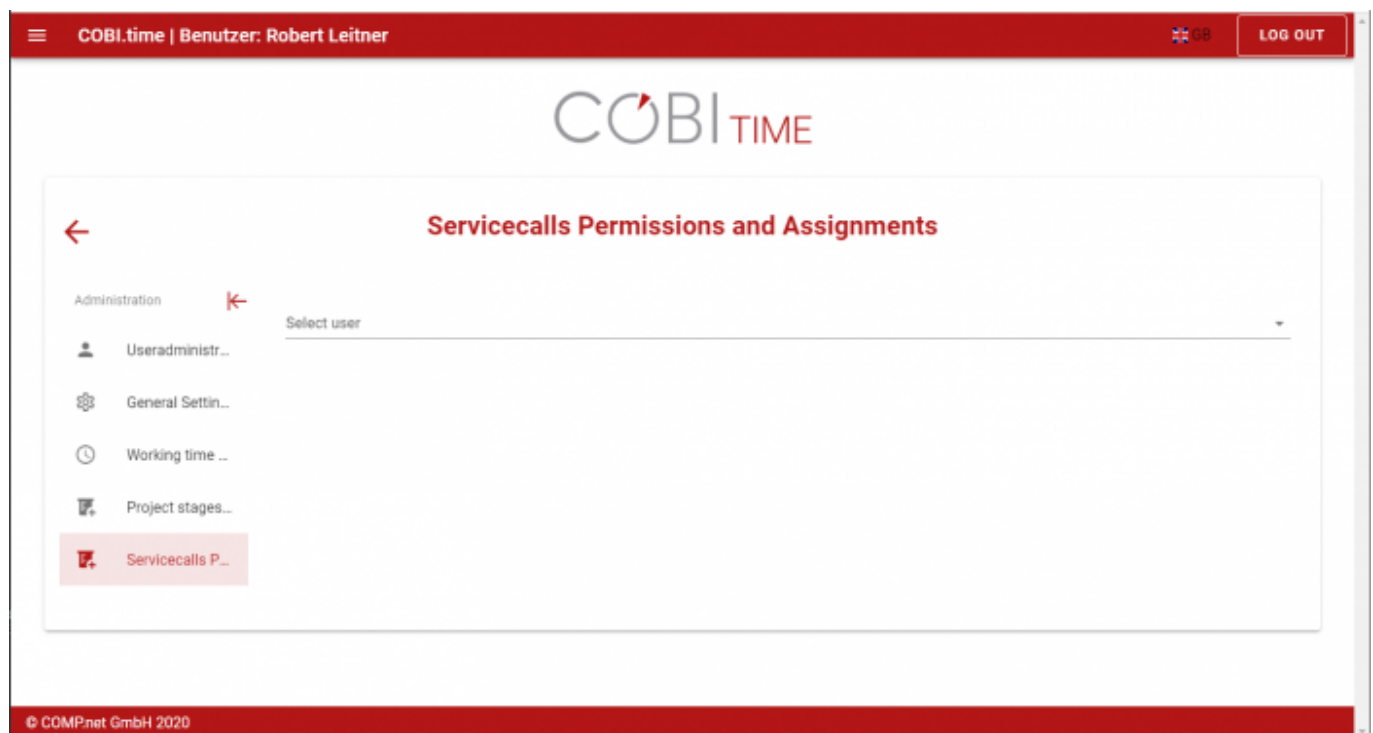 COBI.time | Benutzer: Robert Leitner
GB
LOG OUT
COBI TIME
Servicecalls Permissions and Assignments
Administration
Select user
Useradministr...
General Settin...
Working time ...
Project stages...
Servicecalls P...
© COMP.net GmbH 2020